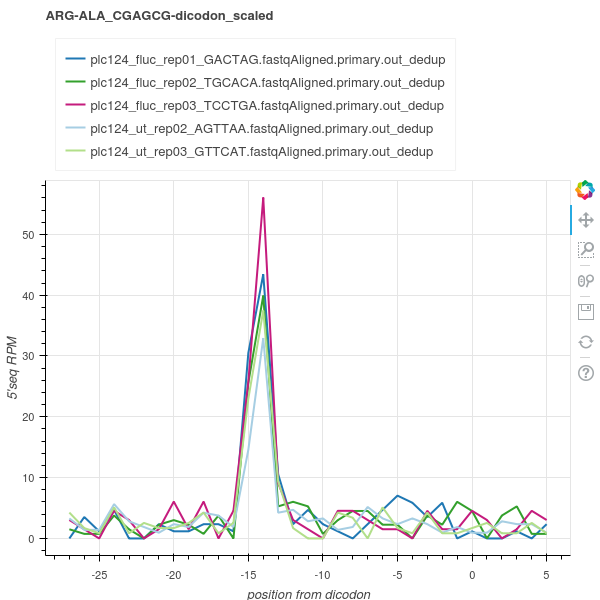 ARG-ALA_CGAGCG-dicodon_scaled
plc124_fluc_rep01_GACTAG.fastqAligned.primary.out_dedup
plc124_fluc_rep02_TGCACA.fastqAligned.primary.out_dedup
plc124_fluc_rep03_TCCTGA.fastqAligned.primary.out_dedup
plc124_ut_rep02_AGTTAA.fastqAligned.primary.out_dedup
plc124_ut_rep03_GTTCAT.fastqAligned.primary.out_dedup
50
40
30
20
10
0
5'seq RPM
-25 -20 -15 -10 -5 0 5
position from dicodon